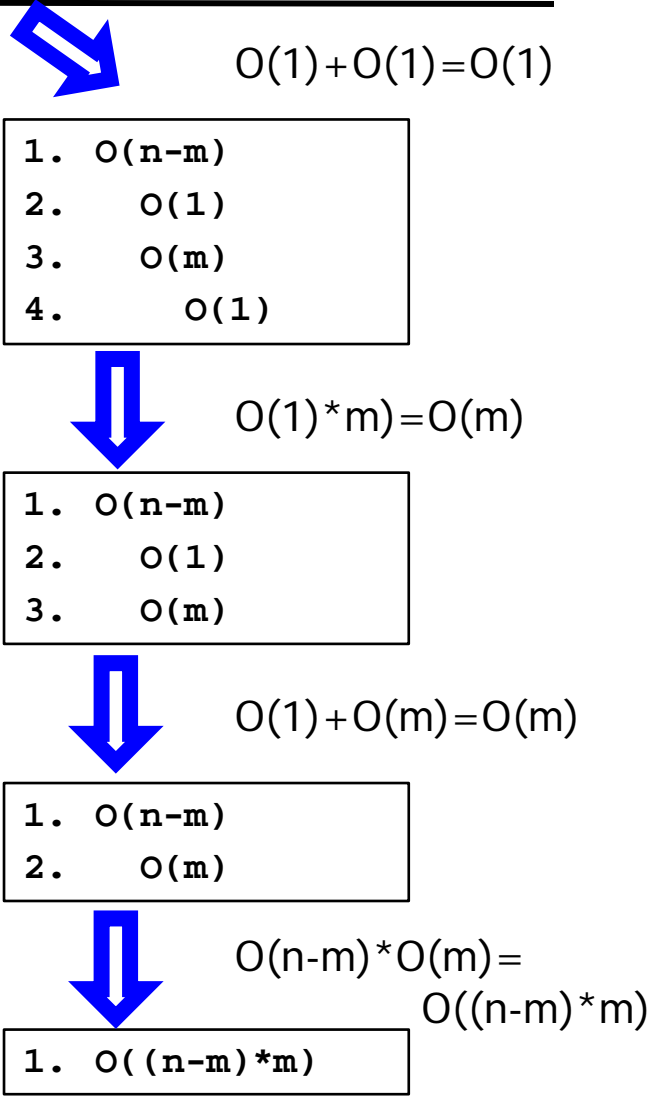 O(1)+O(1)=O(1)
1. O(n-m)
2. O(1)
3. O(m)
4. O(1)
O(1)*m)=O(m)
1. O(n-m)
2. O(1)
3. O(m)
O(1)+O(m)=O(m)
1. O(n-m)
2. O(m)
O(n-m)*O(m)=
O((n-m)*m)
1. O((n-m)*m)